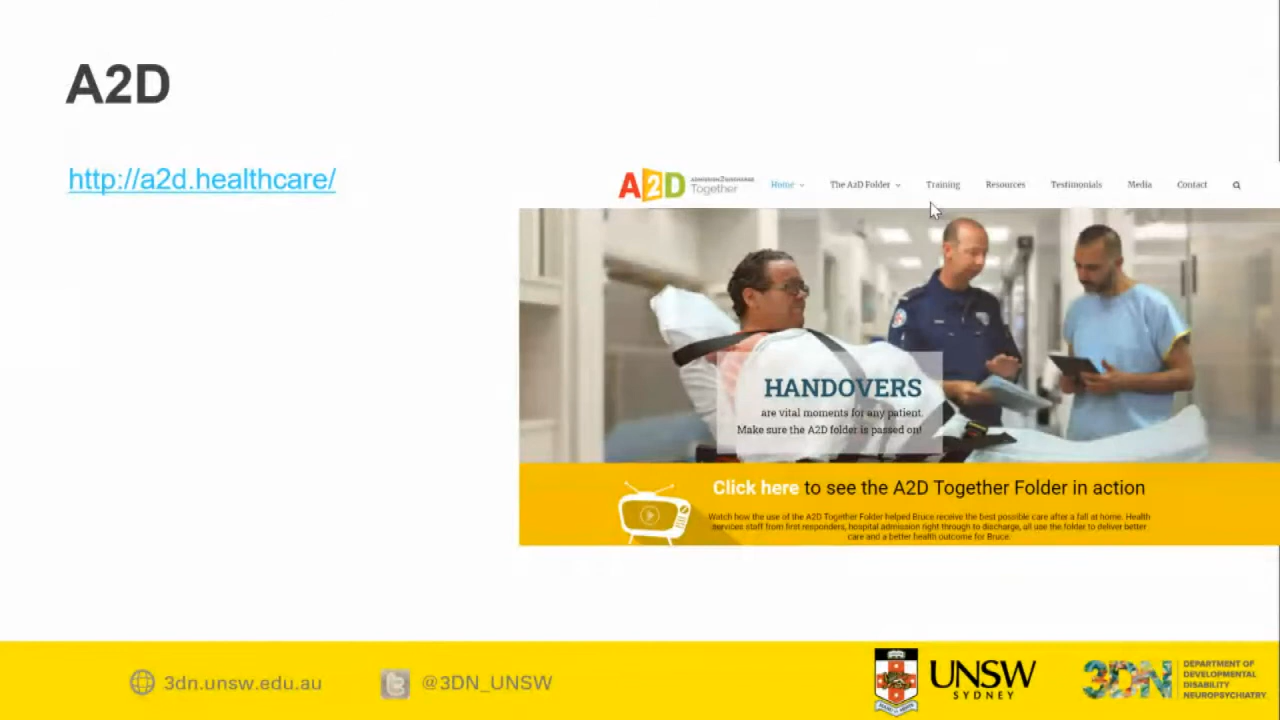 A2D
http://a2d.healthcare/
A2D
ADMISSION2DISCHARGE
Together
Home
The A2D Folder
Training
Resources
Testimonials
Media
Contact
HANDOVERS
are vital moments for any patient.
Make sure the A2D folder is passed on!
Click here to see the A2D Together Folder in action
Watch how the use of the A2D Together Folder helped Bruce receive the best possible care after a fall at home. Health
services staff from first responders, hospital admission right through to discharge, all use the folder to deliver better
care and a better health outcome for Bruce.
3dn.unsw.edu.au
@3DN_UNSW
UNSW
SYDNEY
3DN
DEPARTMENT OF
DEVELOPMENTAL
DISABILITY
NEUROPSYCHIATRY